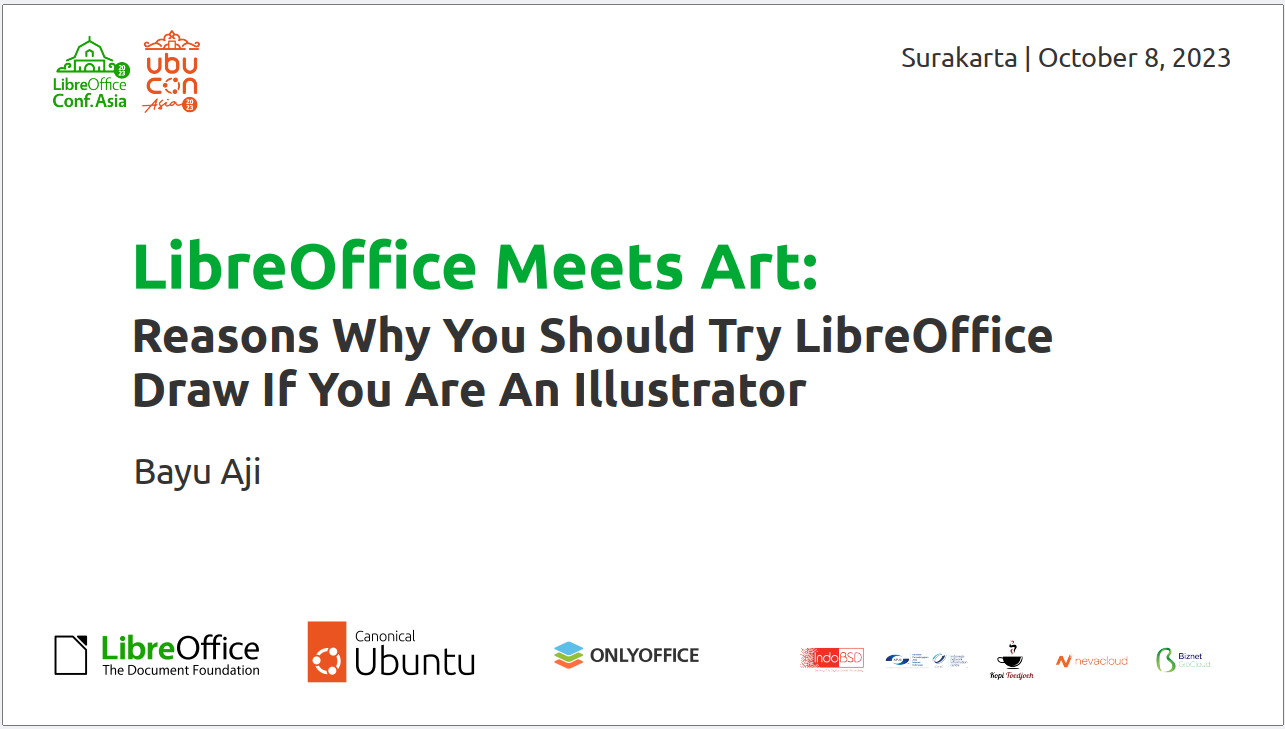 LibreOffice
Conf.Asia
2023
ubu
con
Asia
2023
Surakarta | October 8, 2023
LibreOffice Meets Art:
Reasons Why You Should Try LibreOffice
Draw If You Are An Illustrator
Bayu Aji
LibreOffice
The Document Foundation
Canonical
Ubuntu
ONLYOFFICE
IndoBSD
Kopi Toedjoeh
nevacloud
Biznet
GioCloud